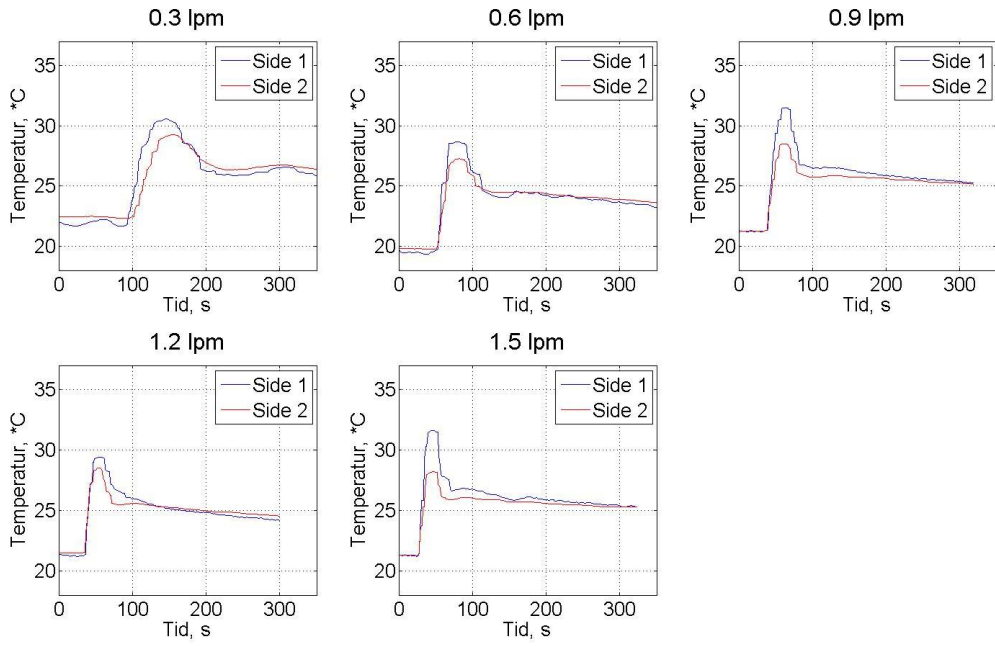 0.3 lpm
35
30
25
20
0 100 200 300
Temperatur, *C
Tid, s
Side 1
Side 2
0.6 lpm
35
30
25
20
0 100 200 300
Temperatur, *C
Tid, s
Side 1
Side 2
0.9 lpm
35
30
25
20
0 100 200 300
Temperatur, *C
Tid, s
Side 1
Side 2
1.2 lpm
35
30
25
20
0 100 200 300
Temperatur, *C
Tid, s
Side 1
Side 2
1.5 lpm
35
30
25
20
0 100 200 300
Temperatur, *C
Tid, s
Side 1
Side 2